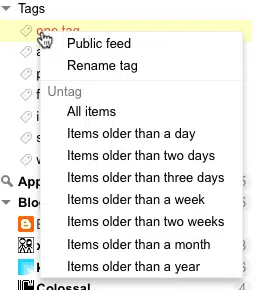 Tags
one tag
Public feed
Rename tag
Untag
All items
Items older than a day
Items older than two days
Items older than three days
Items older than a week
Items older than two weeks
Items older than a month
Items older than a year
Colossal
4